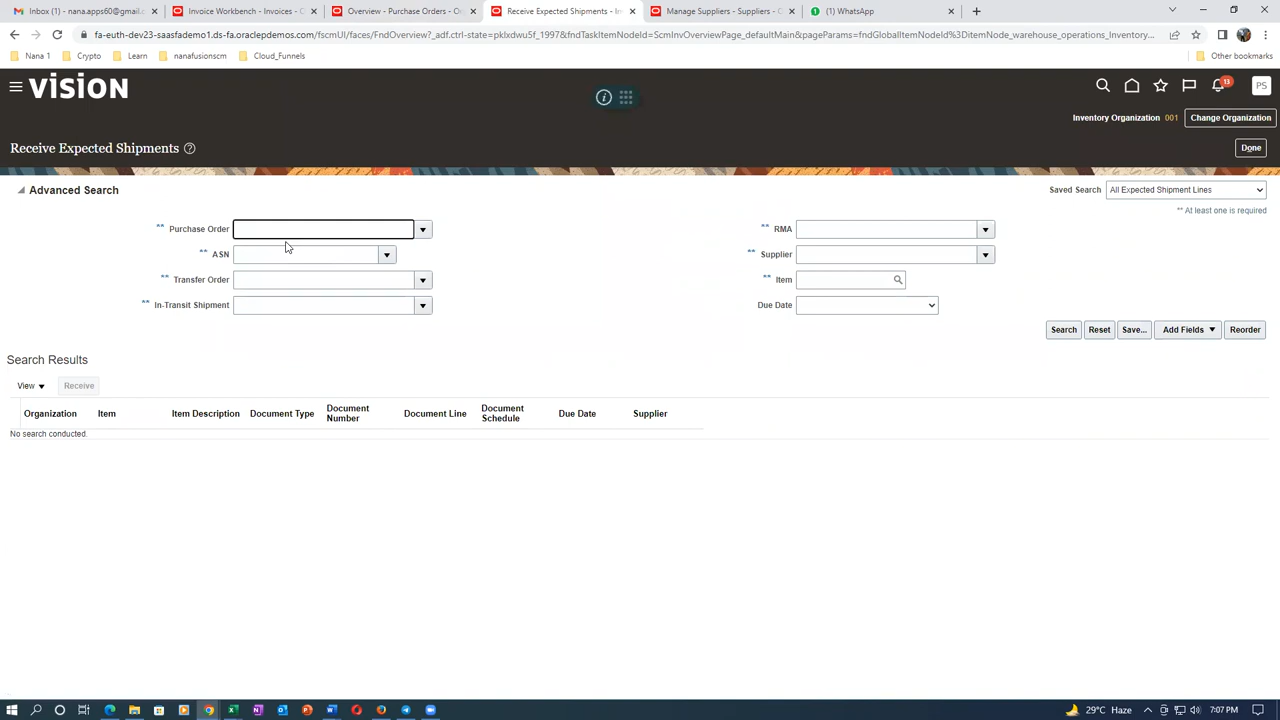 Inbox (1) - nana.apps60@gmail.com
Invoice Workbench - Invoices - O
Overview - Purchase Orders - Or
Receive Expected Shipments - In
Manage Suppliers - Suppliers - O
(1) WhatsApp
fa-euth-dev23-saasfademo1.ds-fa.oraclepdemos.com/fscmUI/faces/FndOverview?_adf.ctrl-state=pklxdwu5f_1997&fndTaskItemNodeId=ScmInvOverviewPage_defaultMain&pageParams=fndGlobalItemNodeId%3DitemNode_warehouse_operations_Inventory...
Nana 1
Crypto
Learn
nanafusionscm
Cloud_Funnels
Other bookmarks
VISION
13
PS
Inventory Organization 001 Change Organization
Receive Expected Shipments
Done
Advanced Search
Saved Search All Expected Shipment Lines
** At least one is required
** Purchase Order
** RMA
** ASN
** Supplier
** Transfer Order
** Item
** In-Transit Shipment
Due Date
Search Reset Save... Add Fields Reorder
Search Results
View Receive
Organization Item Item Description Document Type Document Number Document Line Document Schedule Due Date Supplier
No search conducted.
29°C Haze
7:07 PM